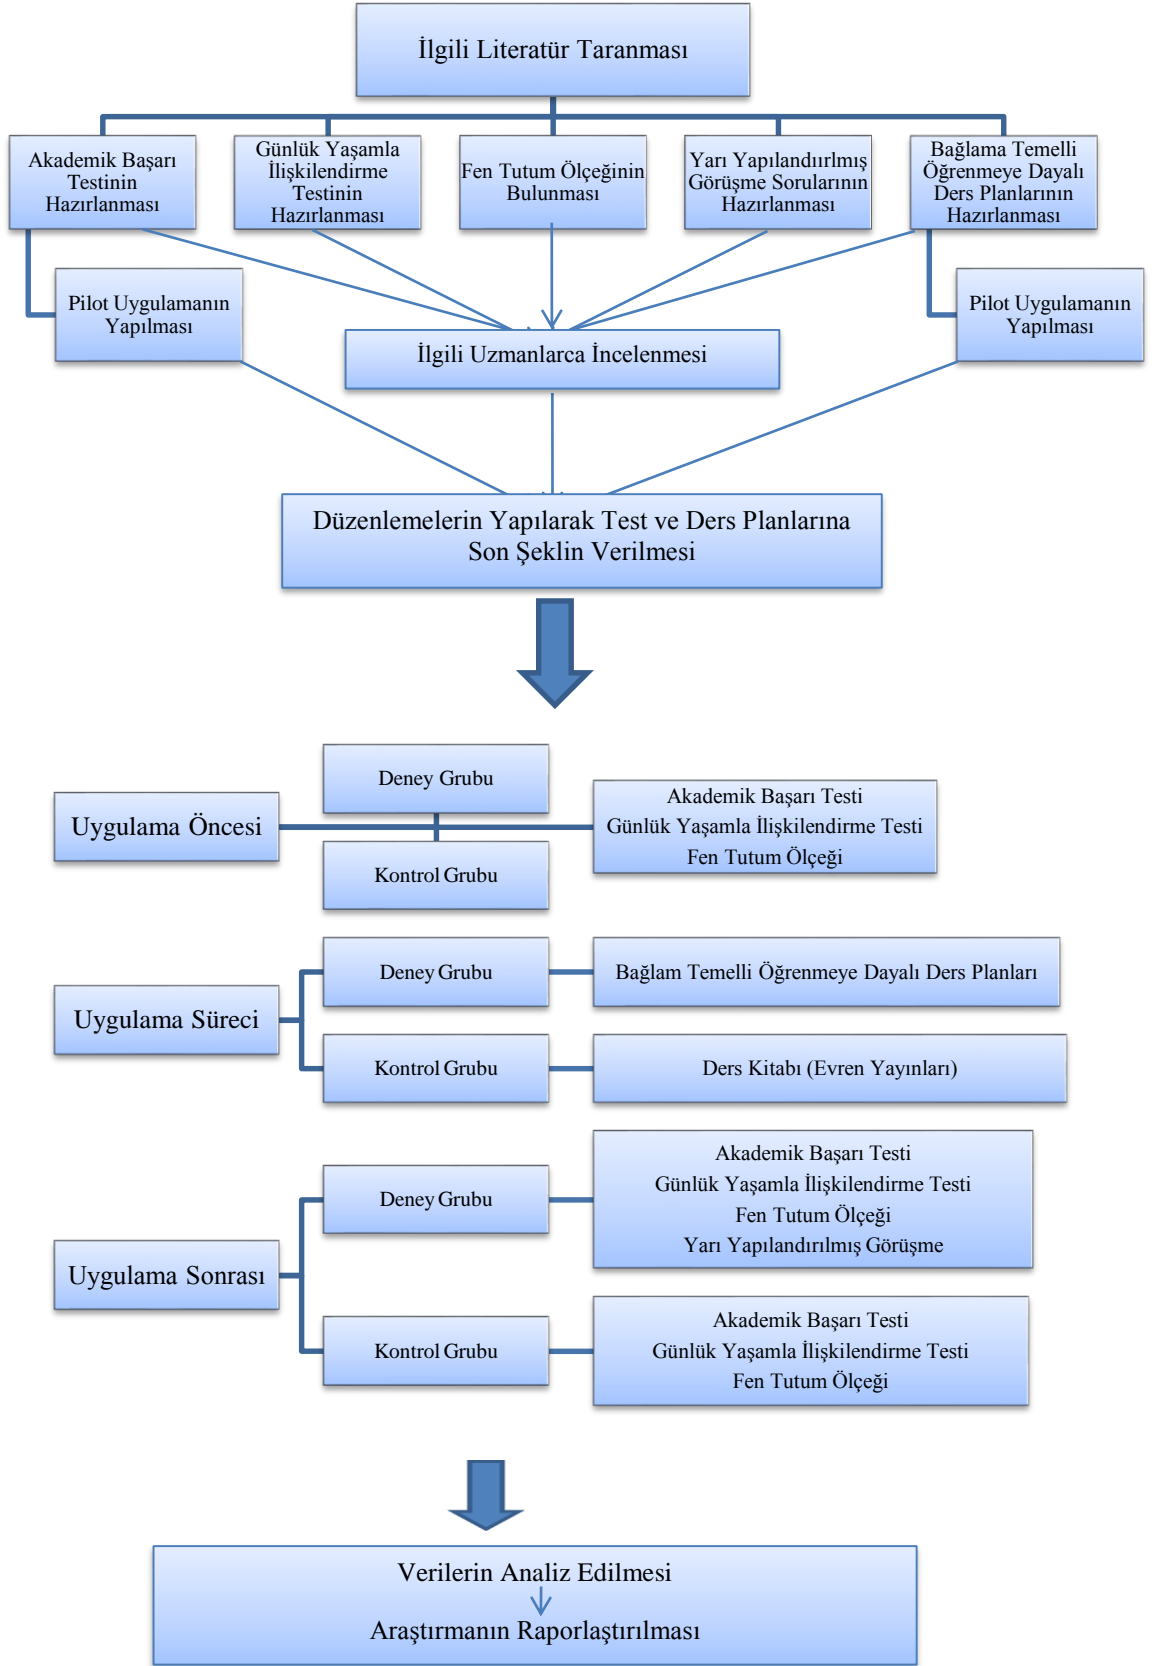 İlgili Literatür Taranması
Akademik Başarı
Testinin
Hazırlanması
Günlük Yaşamla
İlişkilendirme
Testinin
Hazırlanması
Fen Tutum Ölçeğinin
Bulunması
Yarı Yapılandıırlmış
Görüşme Sorularının
Hazırlanması
Bağlama Temelli
Öğrenmeye Dayalı
Ders Planlarının
Hazırlanması
Pilot Uygulamanın
Yapılması
İlgili Uzmanlarca İncelenmesi
Pilot Uygulamanın
Yapılması
Düzenlemelerin Yapılarak Test ve Ders Planlarına
Son Şeklin Verilmesi
Uygulama Öncesi
Deney Grubu
Kontrol Grubu
Akademik Başarı Testi
Günlük Yaşamla İlişkilendirme Testi
Fen Tutum Ölçeği
Uygulama Süreci
Deney Grubu
Bağlam Temelli Öğrenmeye Dayalı Ders Planları
Kontrol Grubu
Ders Kitabı (Evren Yayınları)
Uygulama Sonrası
Deney Grubu
Akademik Başarı Testi
Günlük Yaşamla İlişkilendirme Testi
Fen Tutum Ölçeği
Yarı Yapılandırılmış Görüşme
Kontrol Grubu
Akademik Başarı Testi
Günlük Yaşamla İlişkilendirme Testi
Fen Tutum Ölçeği
Verilerin Analiz Edilmesi
Araştırmanın Raporlaştırılması